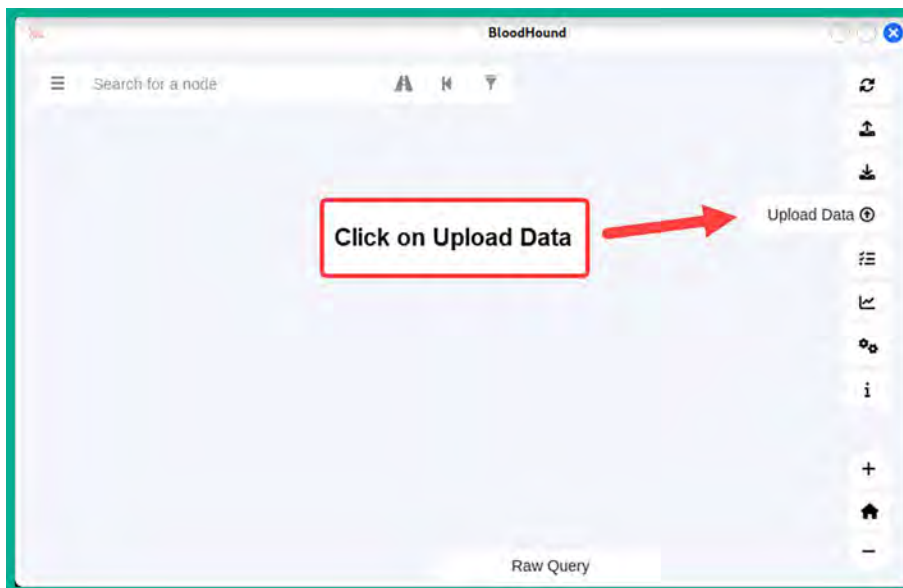 BloodHound
Search for a node
Upload Data
Click on Upload Data
Raw Query